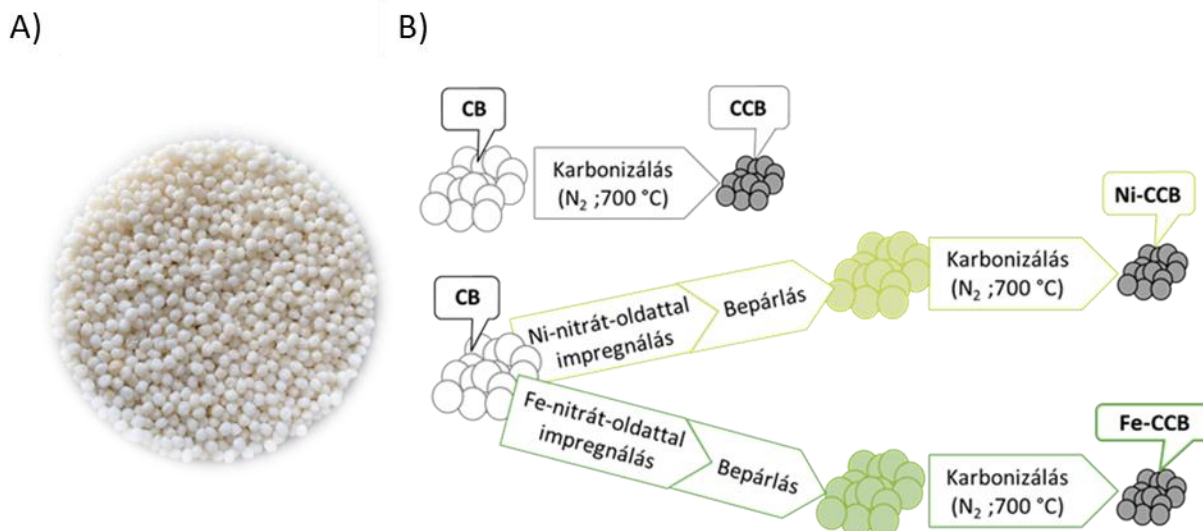 A)
B)
CB
CCB
Karbonizálás
(N₂ ;700 °C)
Ni-CCB
CB
Ni-nitrát-oldattal
impregnálás
Bepárlás
Karbonizálás
(N₂ ;700 °C)
Fe-nitrát-oldattal
impregnálás
Bepárlás
Karbonizálás
(N₂ ;700 °C)
Fe-CCB